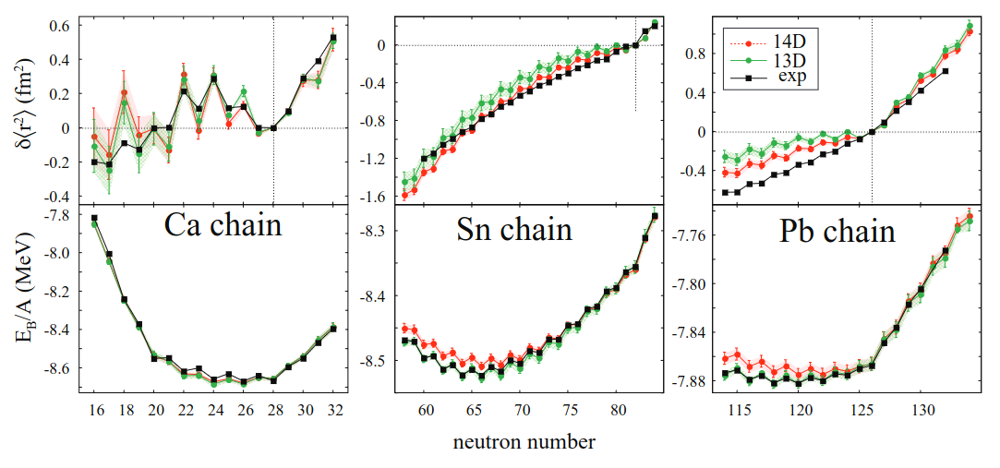 0.6
0.4
0.2
0
-0.2
-0.4
δ⟨r²⟩ (fm²)
0
-0.4
-0.8
-1.2
-1.6
0.8
0.4
0
-0.4
14D
13D
exp
-7.8
-8.0
-8.2
-8.4
-8.6
E_B/A (MeV)
Ca chain
-8.3
-8.4
-8.5
Sn chain
-7.76
-7.80
-7.84
-7.88
Pb chain
16 18 20 22 24 26 28 30 32
60 65 70 75 80
115 120 125 130
neutron number